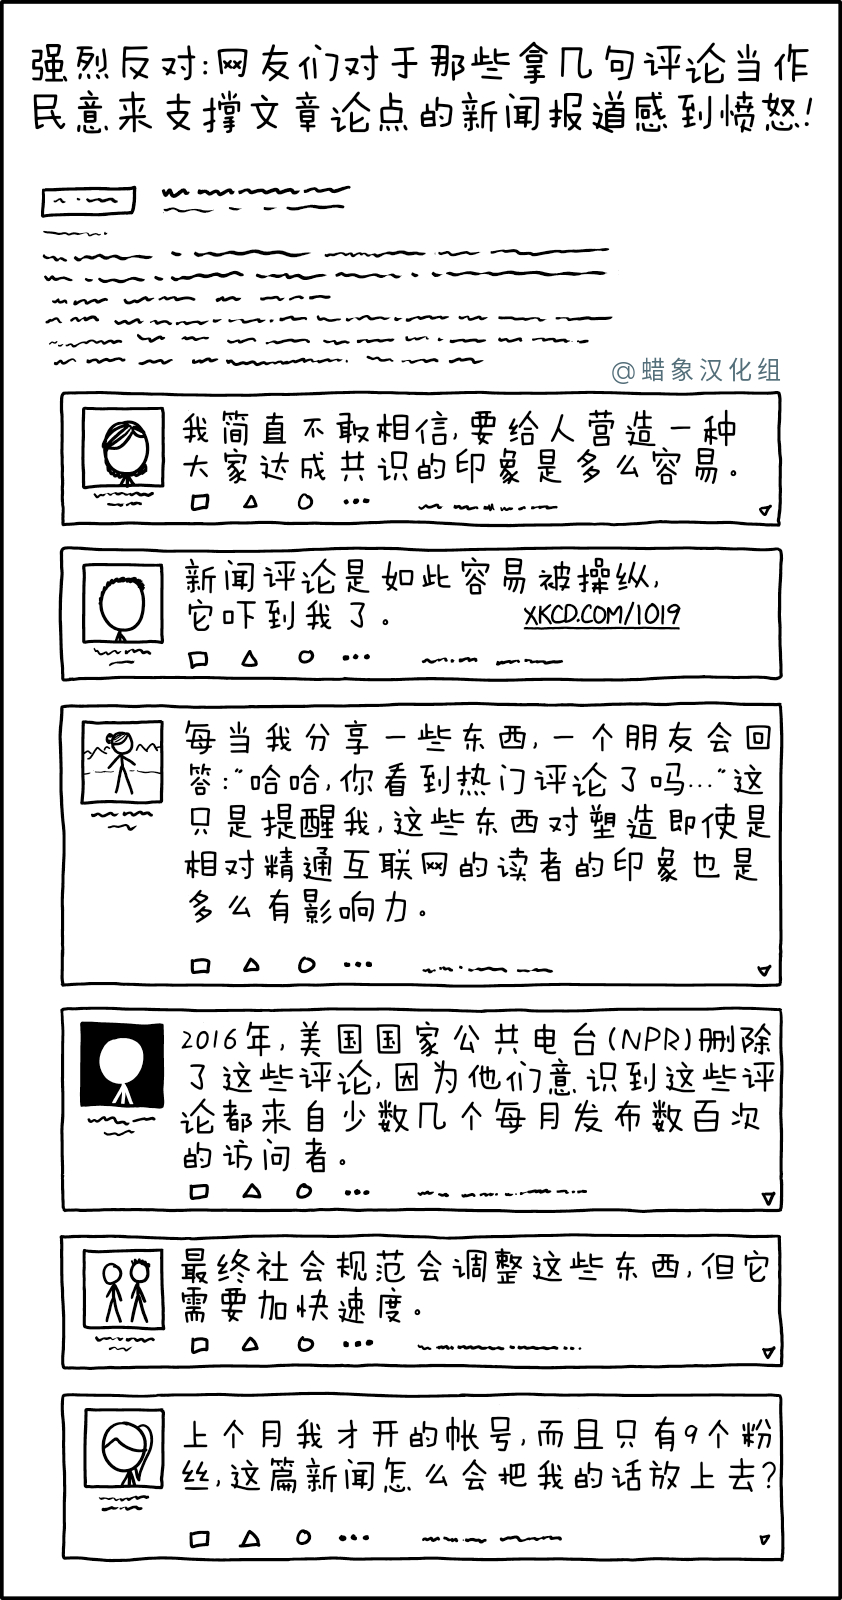 强烈反对:网友们对于那些拿几句评论当作
民意来支撑文章论点的新闻报道感到愤怒!
@蜡象汉化组
我简直不敢相信,要给人营造一种
大家达成共识的印象是多么容易。
新闻评论是如此容易被操纵,
它吓到我了。 XKCD.COM/1019
每当我分享一些东西,一个朋友会回
答:“哈哈,你看到热门评论了吗…”这
只是提醒我,这些东西对塑造即使是
相对精通互联网的读者的印象也是
多么有影响力。
2016年,美国国家公共电台(NPR)删除
了这些评论,因为他们意识到这些评
论都来自少数几个每月发布数百次
的访问者。
最终社会规范会调整这些东西,但它
需要加快速度。
上个月我才开的帐号,而且只有9个粉
丝,这篇新闻怎么会把我的话放上去?